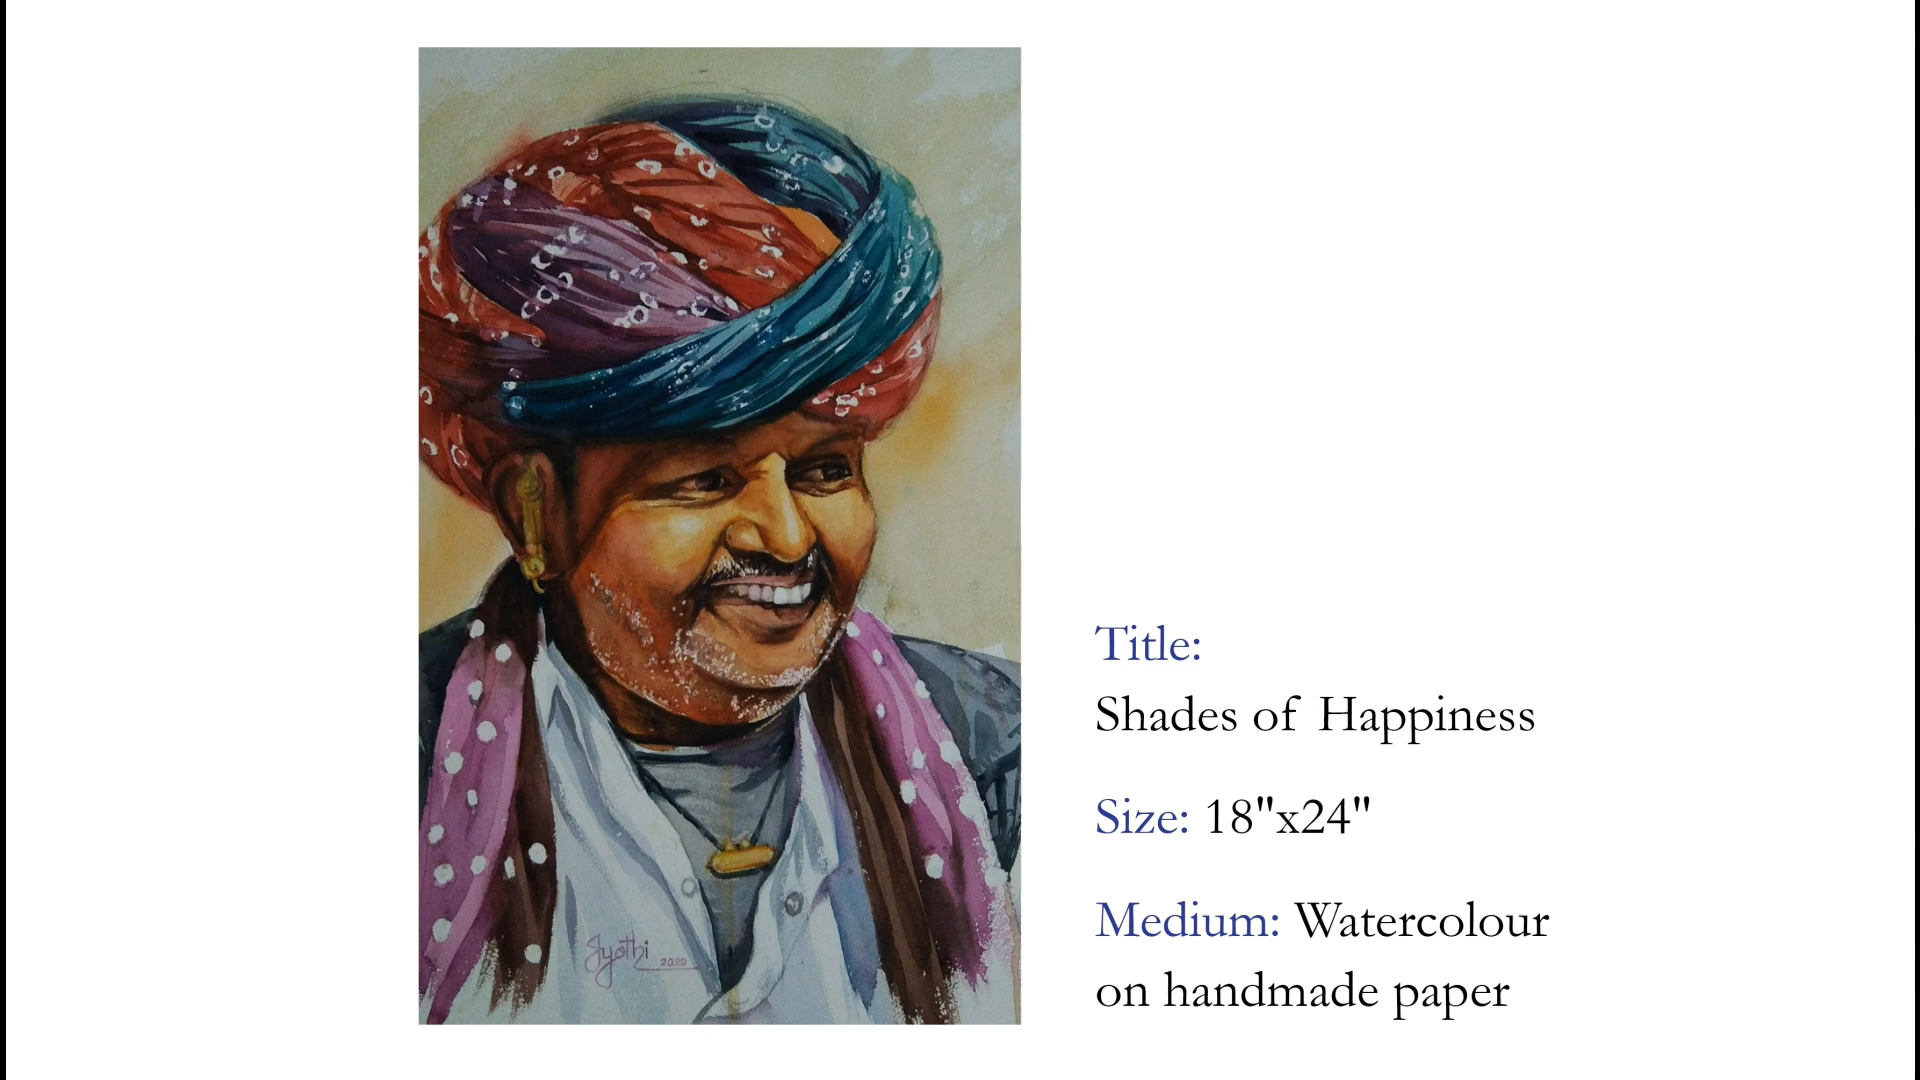 Jyothi 2020
Title:
Shades of Happiness
Size: 18"x24"
Medium: Watercolour
on handmade paper